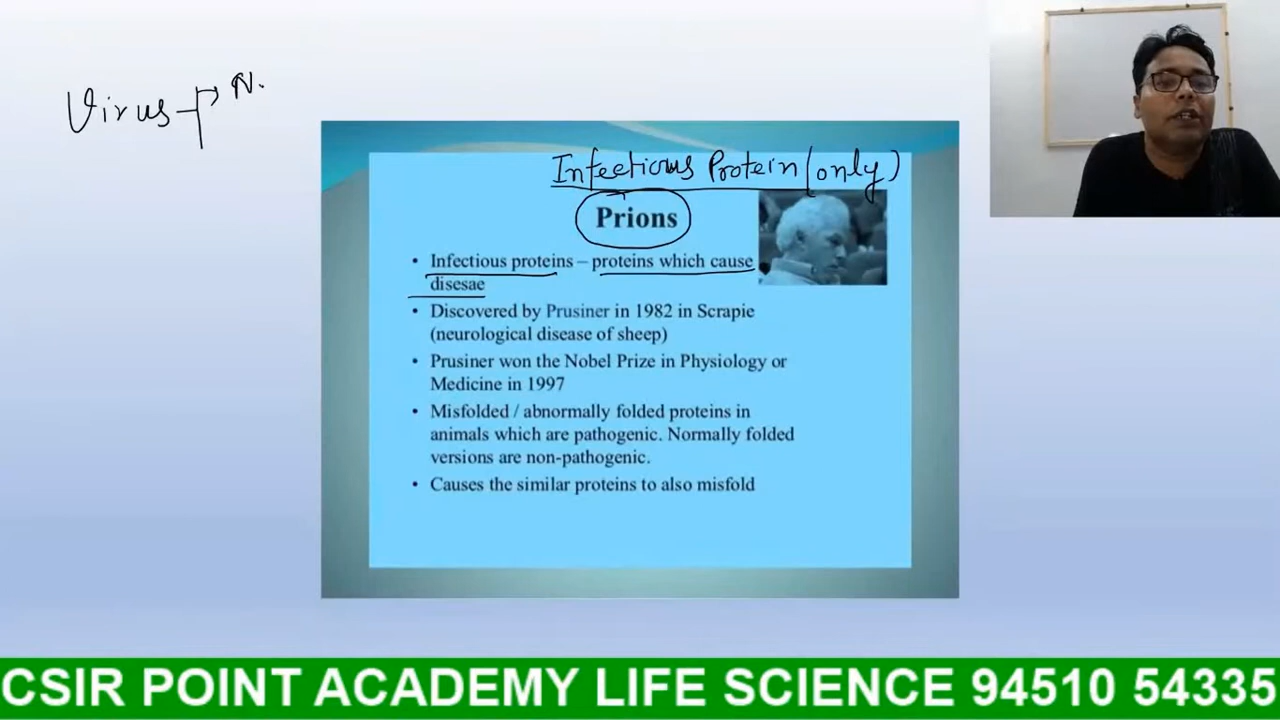 Virus N.
Infectious Protein (only)
Prions
• Infectious proteins – proteins which cause
disesae
• Discovered by Prusiner in 1982 in Scrapie
(neurological disease of sheep)
• Prusiner won the Nobel Prize in Physiology or
Medicine in 1997
• Misfolded / abnormally folded proteins in
animals which are pathogenic. Normally folded
versions are non-pathogenic.
• Causes the similar proteins to also misfold
CSIR POINT ACADEMY LIFE SCIENCE 94510 54335